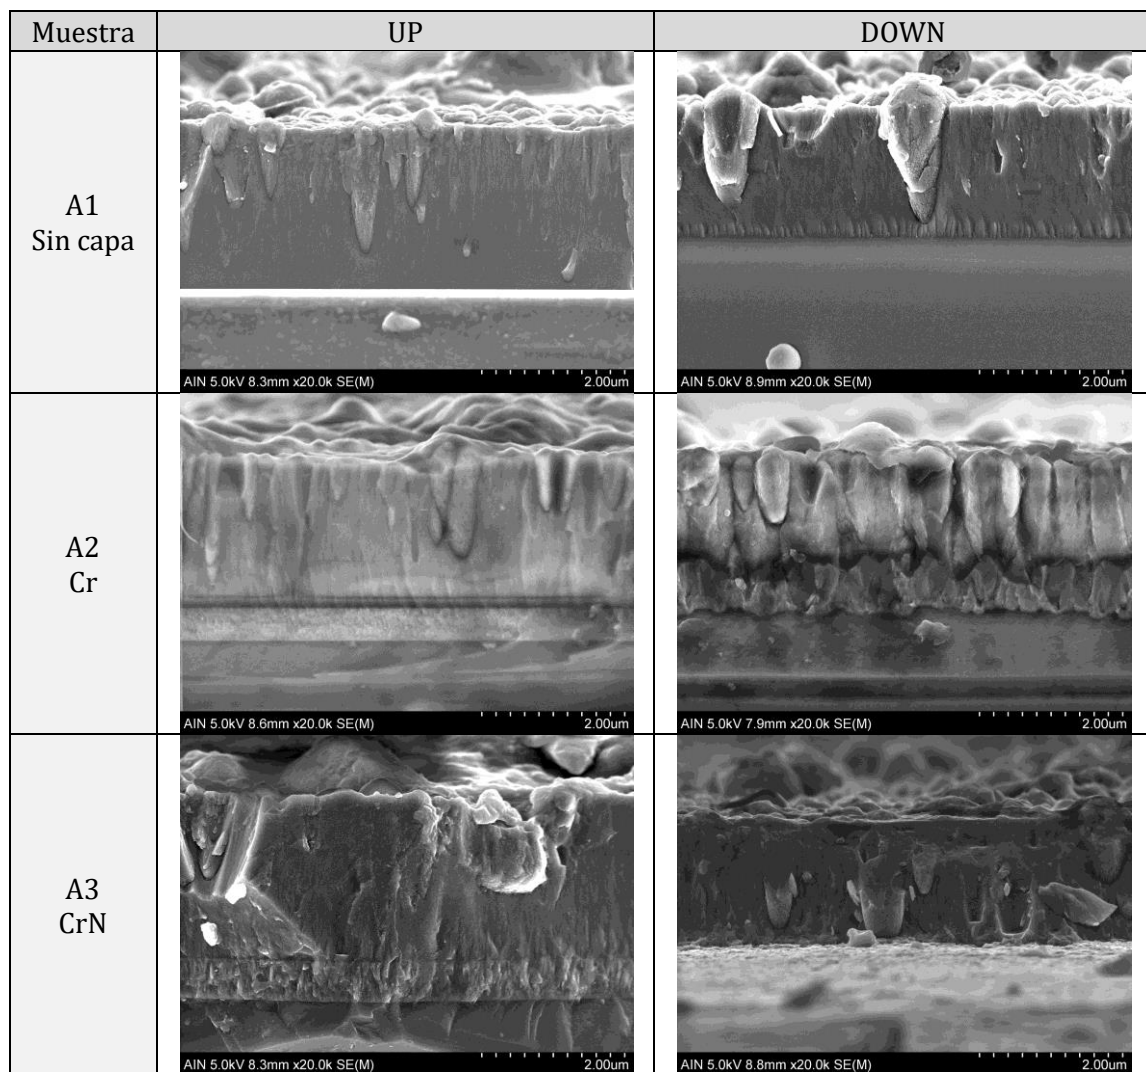 Muestra UP DOWN
A1
Sin capa
AIN 5.0kV 8.3mm x20.0k SE(M) 2.00um
AIN 5.0kV 8.9mm x20.0k SE(M) 2.00um
A2
Cr
AIN 5.0kV 8.6mm x20.0k SE(M) 2.00um
AIN 5.0kV 7.9mm x20.0k SE(M) 2.00um
A3
CrN
AIN 5.0kV 8.3mm x20.0k SE(M) 2.00um
AIN 5.0kV 8.8mm x20.0k SE(M) 2.00um